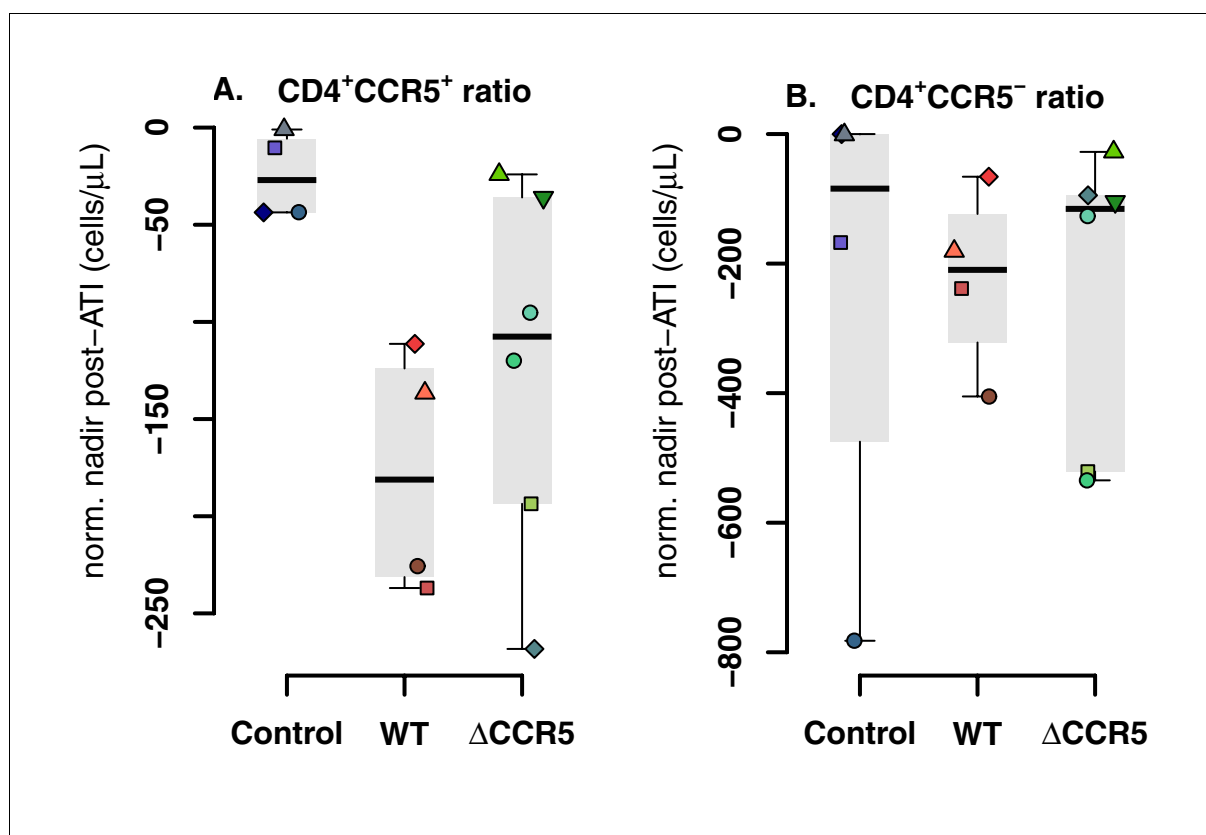 A. CD4⁺CCR5⁺ ratio
norm. nadir post−ATI (cells/μL)
0
−50
−150
−250
Control WT ΔCCR5
B. CD4⁺CCR5⁻ ratio
norm. nadir post−ATI (cells/μL)
0
−200
−400
−600
−800
Control WT ΔCCR5